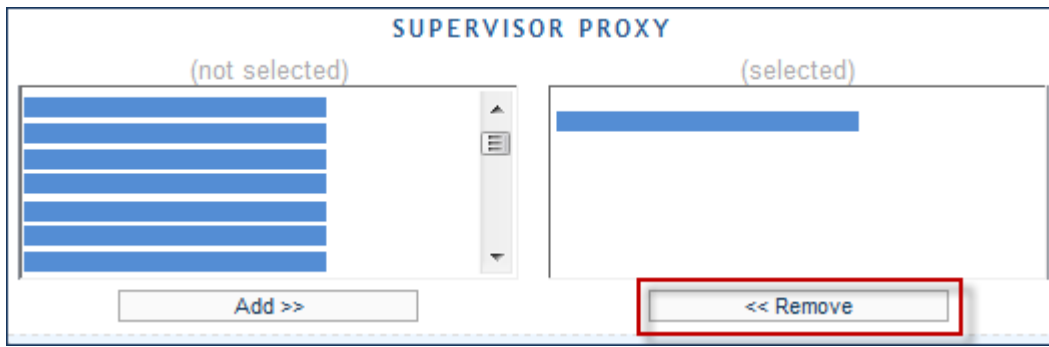 SUPERVISOR PROXY
(not selected) (selected)
Add >> << Remove